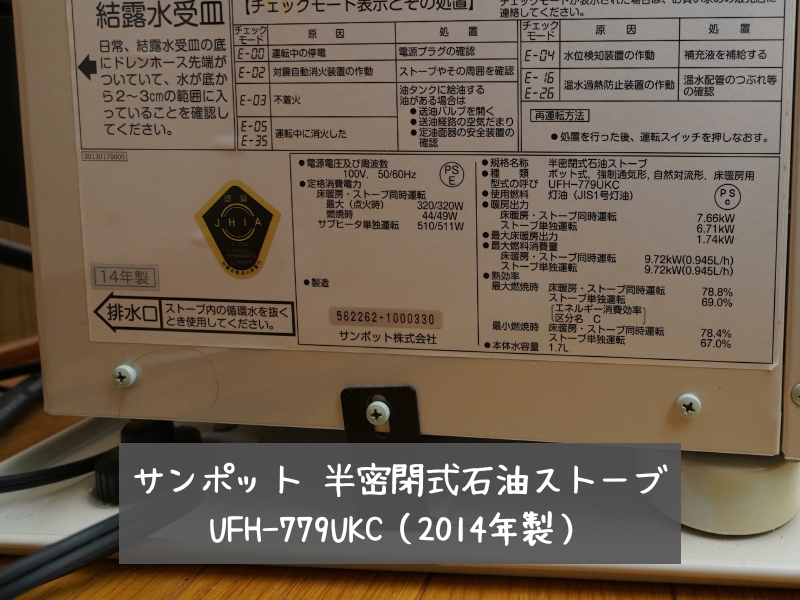 結露水受皿
日常、結露水受皿の底
にドレンホース先端が
ついていて、水が底か
ら2～3cmの範囲に入
っていることを確認し
てください。
30130178600
【チェックモード表示とその処置】
チェック
モード
原因
処置
E-00 運転中の停電 電源プラグの確認
E-02 対震自動消火装置の作動 ストーブやその周囲を確認
E-03 不着火
油タンクに給油する
油がある場合は
●送油バルブを開く
●送油経路の空気だまり
●定油面器の安全装置の
確認
E-05
E-35
運転中に消火した
連絡してください。
チェック
モード
原因
処置
E-04 水位検知装置の作動 補充液を補給する
E-16
E-26
温水過熱防止装置の作動
温水配管のつぶれ等
の確認
再運転方法
●処置を行った後、運転スイッチを押しなおす。
●電源電圧及び周波数
100V、50/60Hz
●定格消費電力
床暖房・ストーブ同時運転
最大（点火時） 320/320W
燃焼時 44/49W
サブヒータ単独運転 510/511W
PS
E
●製造
562262-1000330
サンポット株式会社
●規格名称 半密閉式石油ストーブ
●種類 ポット式、強制通気形、自然対流形、床暖房用
型式の呼び UFH-779UKC
●使用燃料 灯油（JIS1号灯油）
PS
C
●暖房出力
床暖房・ストーブ同時運転 7.66kW
ストーブ単独運転 6.71kW
●最大床暖房出力 1.74kW
●最大燃料消費量
床暖房・ストーブ同時運転 9.72kW(0.945L/h)
ストーブ単独運転 9.72kW(0.945L/h)
●熱効率
最大燃焼時 床暖房・ストーブ同時運転 78.8%
ストーブ単独運転 69.0%
[エネルギー消費効率]
[区分名 C]
最小燃焼時 床暖房・ストーブ同時運転 78.4%
ストーブ単独運転 67.0%
●本体水容量 1.7L
認証
JHIA
14年製
排水口
ストーブ内の循環水を抜く
とき使用してください。
サンポット 半密閉式石油ストーブ
UFH-779UKC（2014年製）